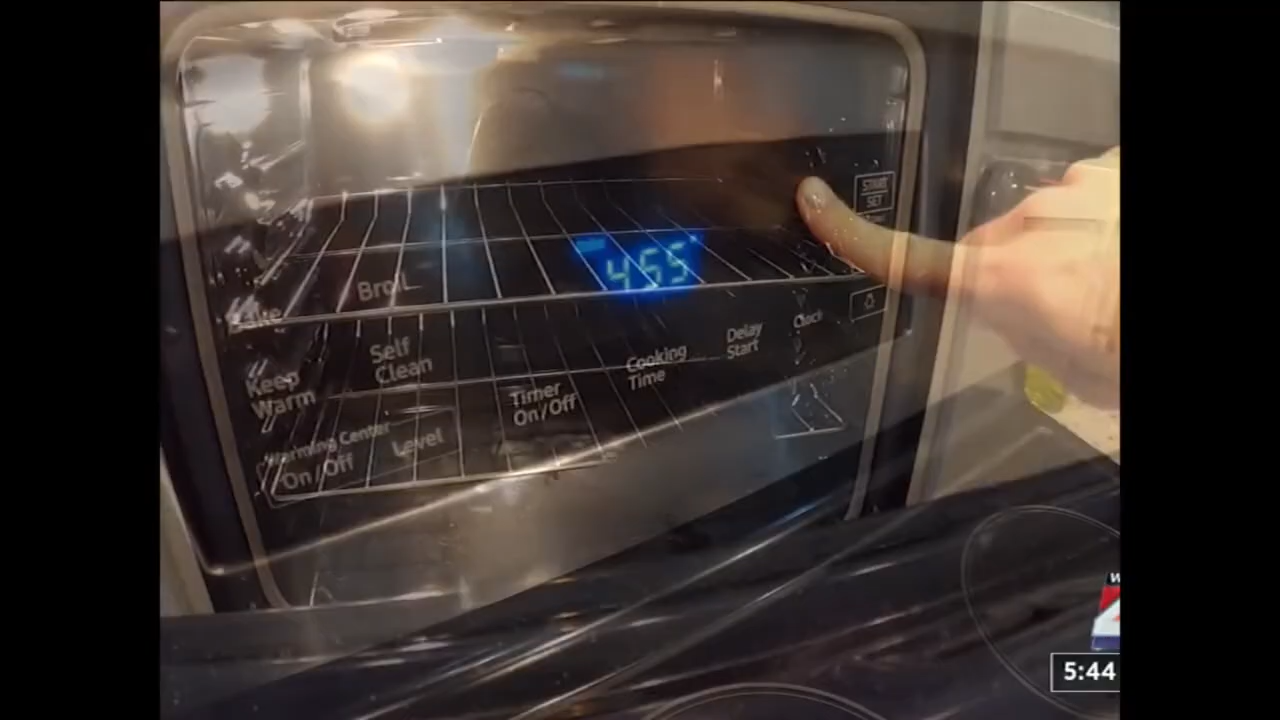 START
SET
455
Broil
Bake
Clock
Delay
Start
Self
Clean
Cooking
Time
Keep
Warm
Timer
On/Off
Warming Center
On/Off
Level
5:44